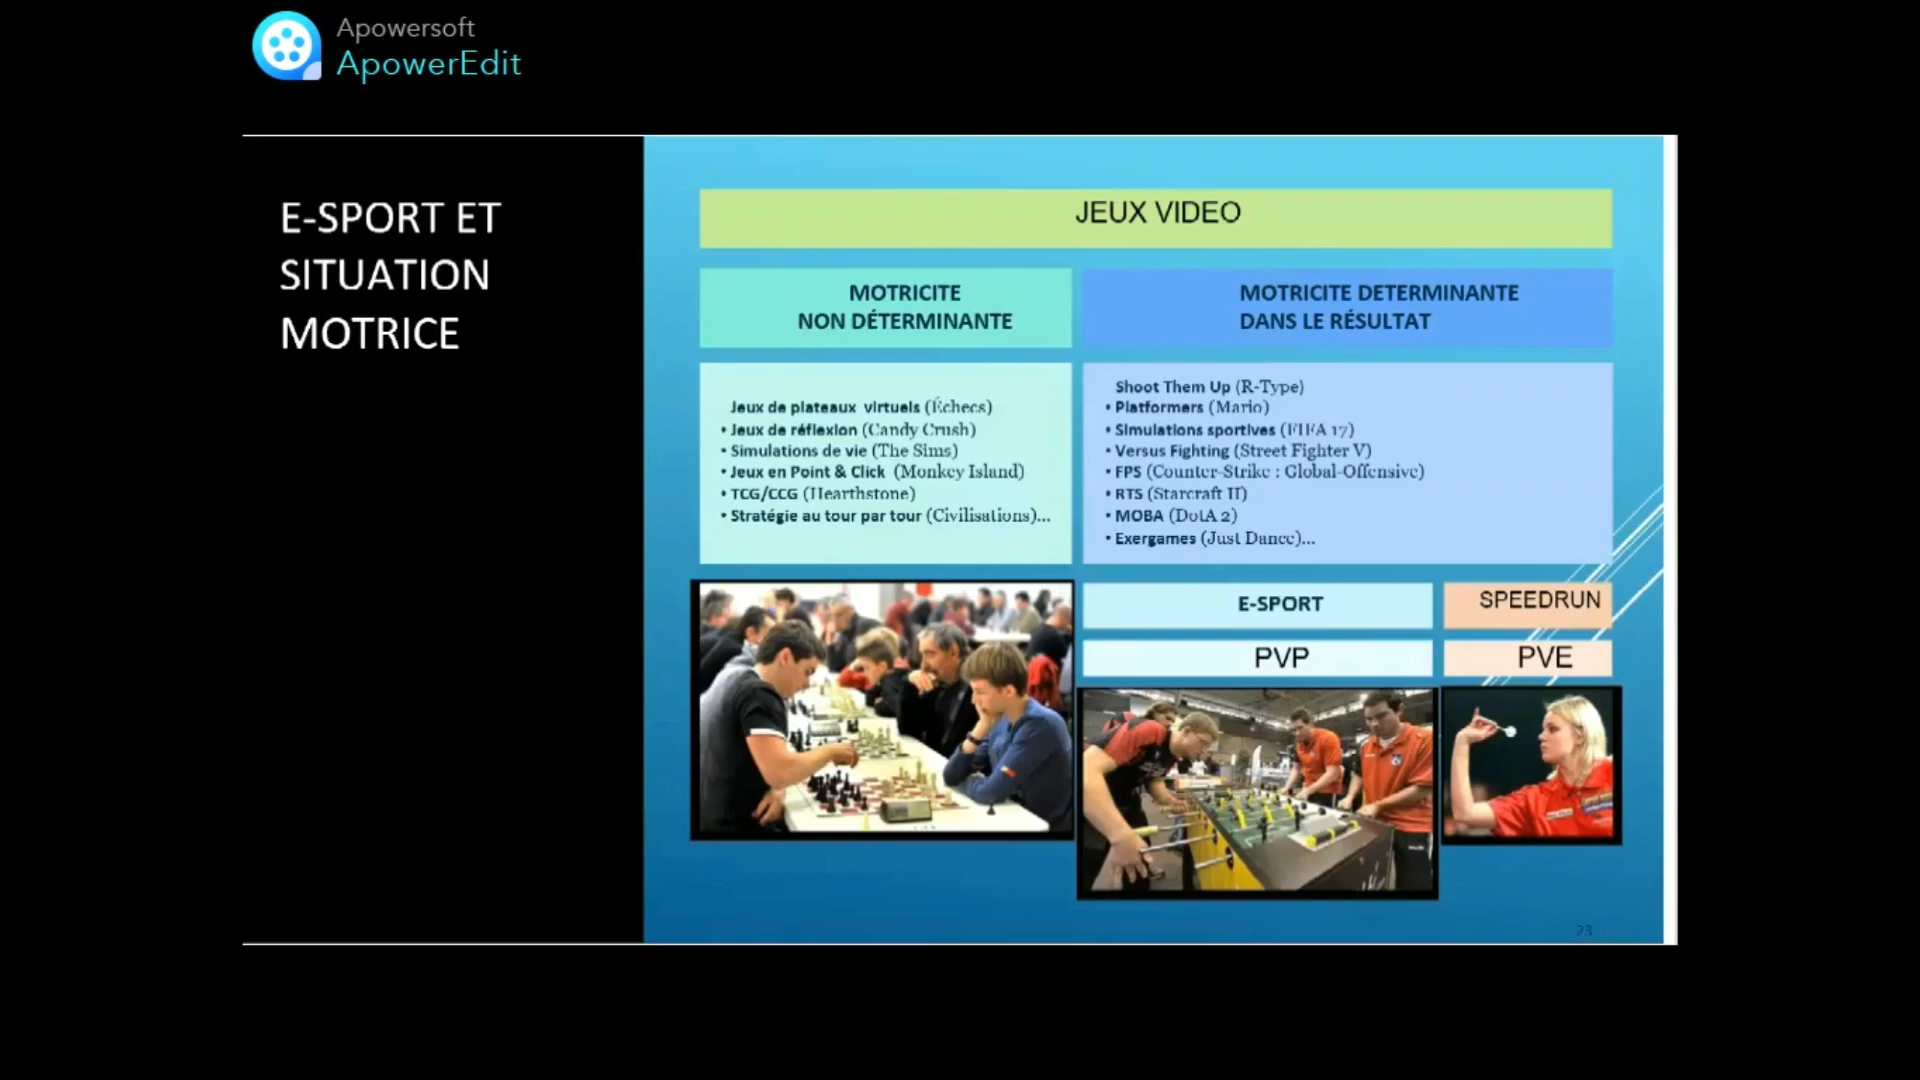 Apowersoft
ApowerEdit
E-SPORT ET
SITUATION
MOTRICE
JEUX VIDEO
MOTRICITE
NON DÉTERMINANTE
MOTRICITE DETERMINANTE
DANS LE RÉSULTAT
Jeux de plateaux virtuels (Échecs)
• Jeux de réflexion (Candy Crush)
• Simulations de vie (The Sims)
• Jeux en Point & Click (Monkey Island)
• TCG/CCG (Hearthstone)
• Stratégie au tour par tour (Civilisations)...
Shoot Them Up (R-Type)
• Platformers (Mario)
• Simulations sportives (FIFA 17)
• Versus Fighting (Street Fighter V)
• FPS (Counter-Strike : Global-Offensive)
• RTS (Starcraft II)
• MOBA (DotA 2)
• Exergames (Just Dance)...
E-SPORT
SPEEDRUN
PVP
PVE
23